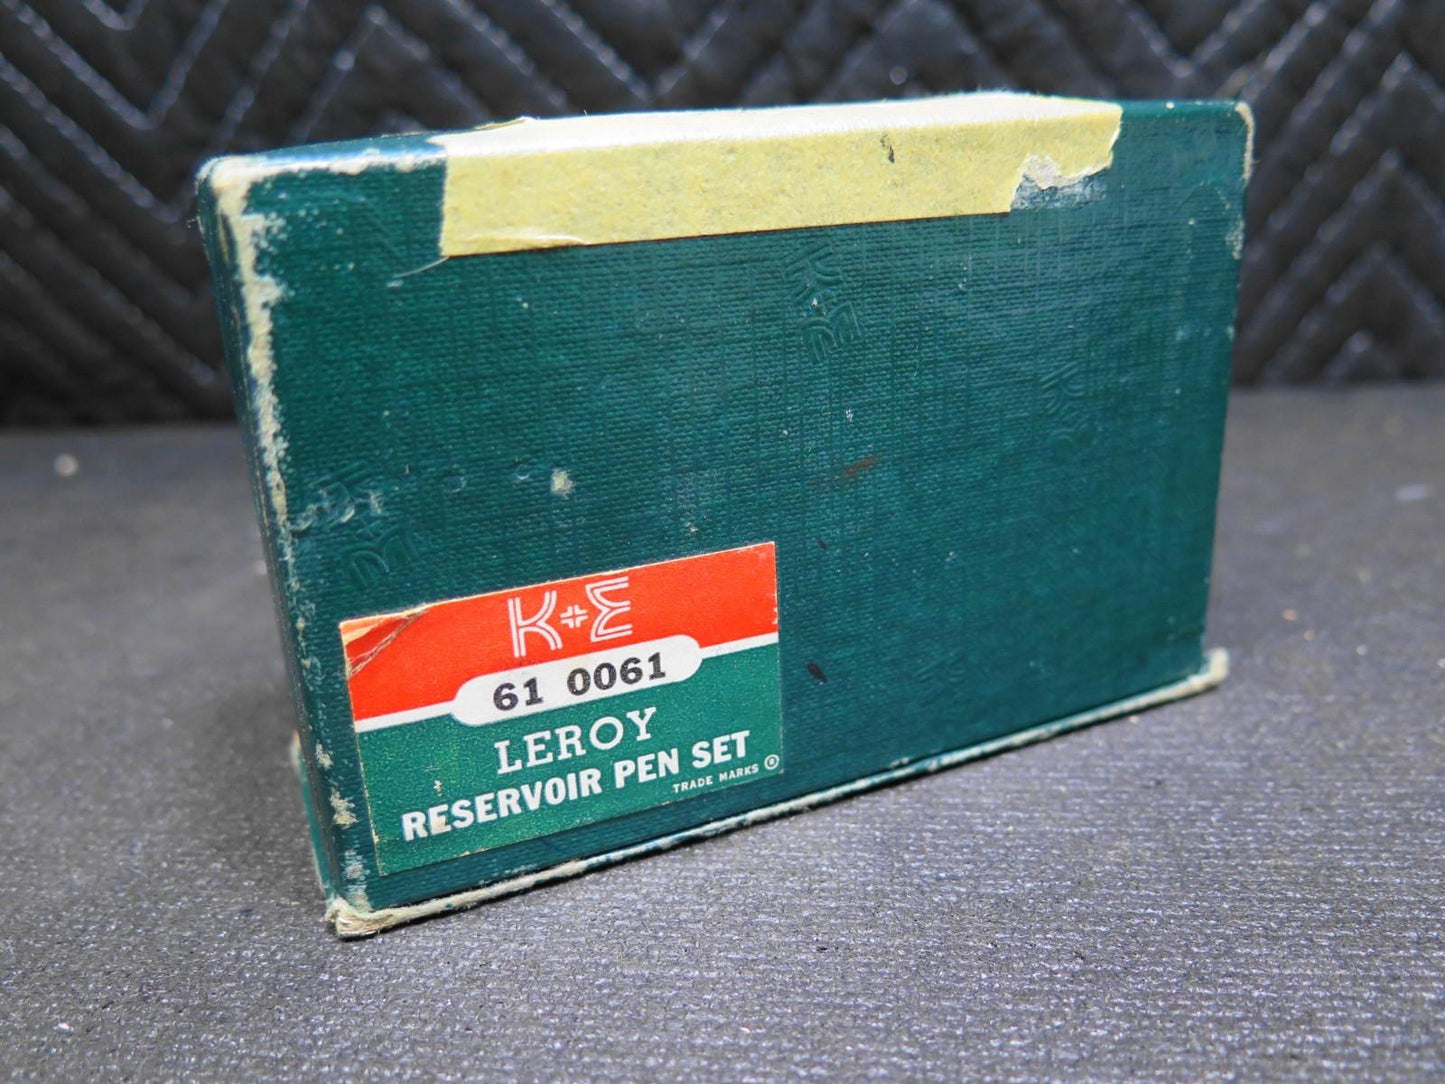 K+E
K+E
K+E
K+E
61 0061
LEROY
RESERVOIR PEN SET
TRADE MARKS ®